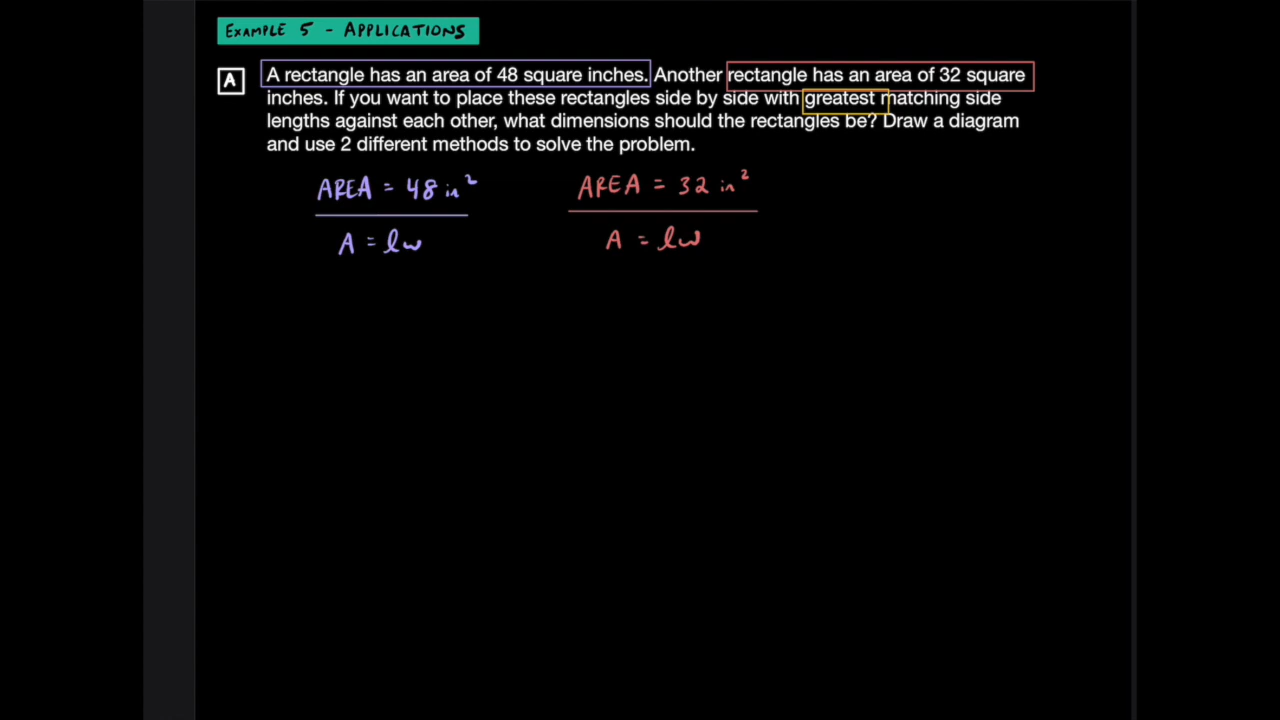 EXAMPLE 5 - APPLICATIONS
A A rectangle has an area of 48 square inches. Another rectangle has an area of 32 square
inches. If you want to place these rectangles side by side with greatest matching side
lengths against each other, what dimensions should the rectangles be? Draw a diagram
and use 2 different methods to solve the problem.
AREA = 48 in² AREA = 32 in²
A = lw A = lw